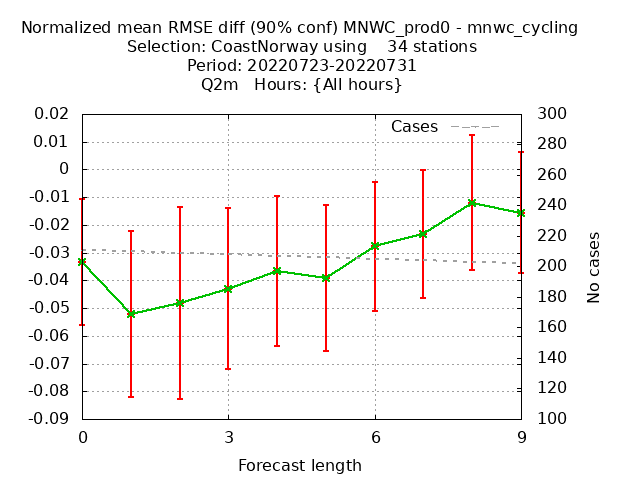 Normalized mean RMSE diff (90% conf) MNWC_prod0 - mnwc_cycling
Selection: CoastNorway using    34 stations
Period: 20220723-20220731
Q2m   Hours: {All hours}
Cases
0.02
0.01
0
-0.01
-0.02
-0.03
-0.04
-0.05
-0.06
-0.07
-0.08
-0.09
300
280
260
240
220
200
180
160
140
120
100
No cases
0 3 6 9
Forecast length